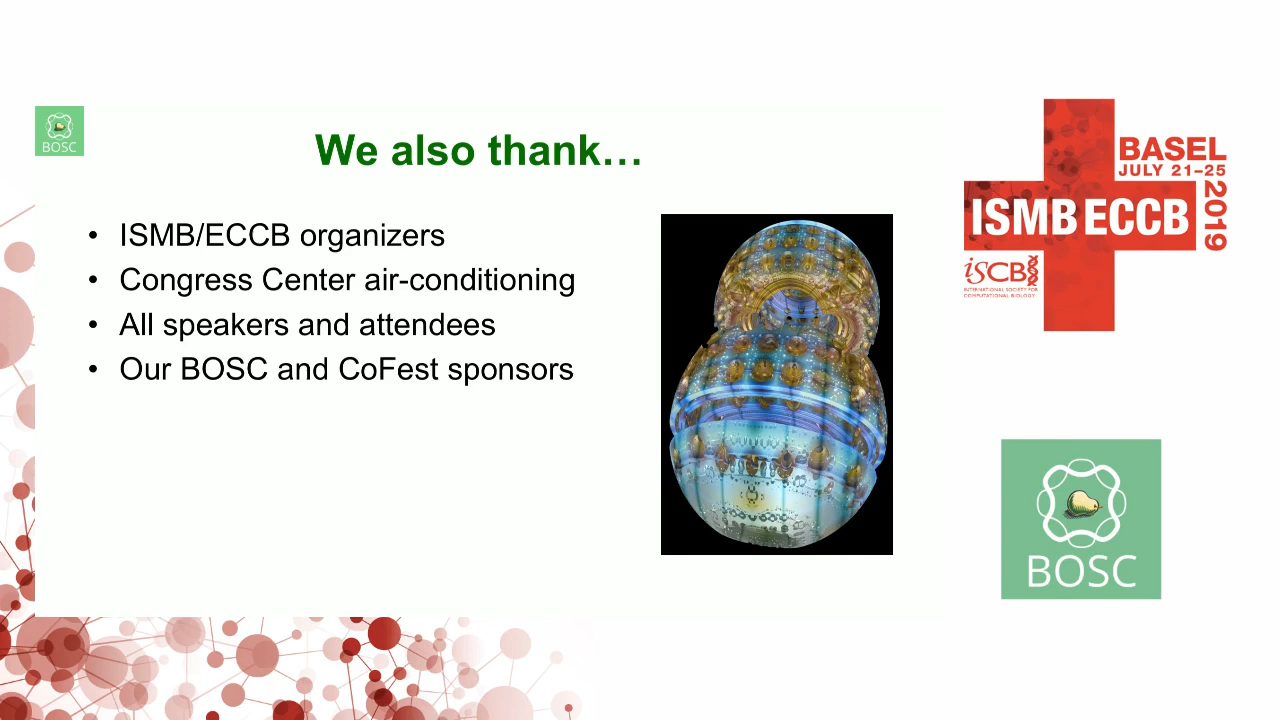 BOSC
We also thank…
• ISMB/ECCB organizers
• Congress Center air-conditioning
• All speakers and attendees
• Our BOSC and CoFest sponsors
BASEL
JULY 21–25
2019
ISMB ECCB
iSCB
INTERNATIONAL SOCIETY FOR
COMPUTATIONAL BIOLOGY
BOSC